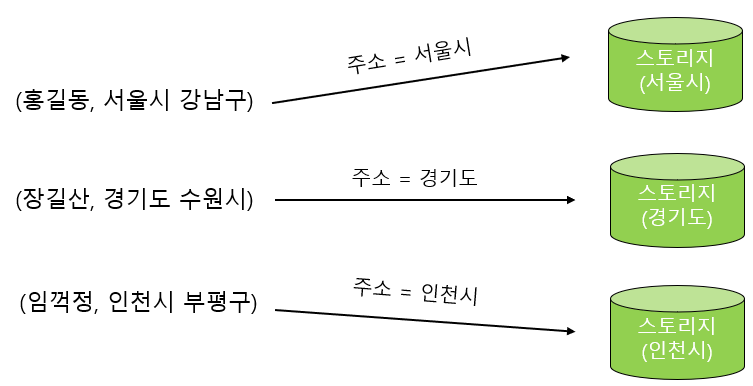 주소 = 서울시
스토리지
(서울시)
(홍길동, 서울시 강남구)
주소 = 경기도
스토리지
(경기도)
(장길산, 경기도 수원시)
주소 = 인천시
스토리지
(인천시)
(임꺽정, 인천시 부평구)